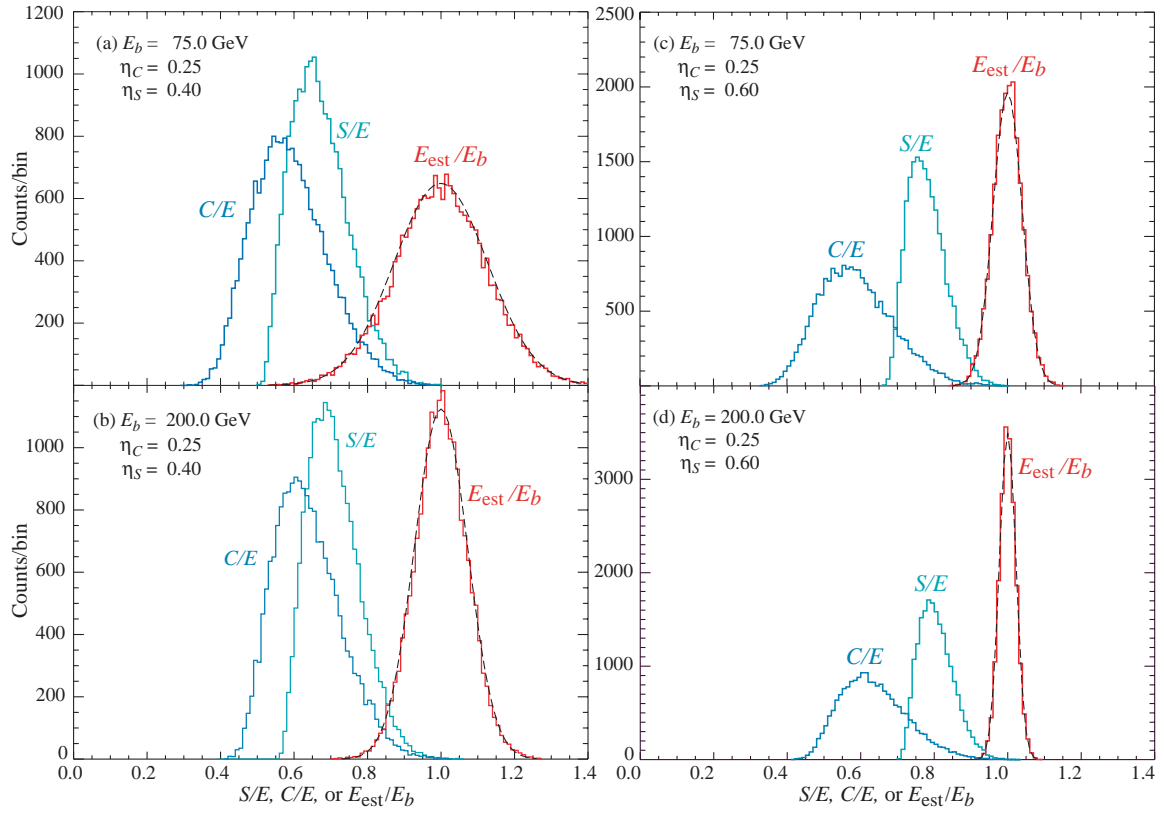 (a) E_b = 75.0 GeV
η_C = 0.25
η_S = 0.40
S/E
C/E
E_est/E_b
Counts/bin
1000
800
600
400
200
(b) E_b = 200.0 GeV
η_C = 0.25
η_S = 0.40
S/E
C/E
E_est/E_b
Counts/bin
1000
800
600
400
200
0
0.0 0.2 0.4 0.6 0.8 1.0 1.2 1.4
S/E, C/E, or E_est/E_b
(c) E_b = 75.0 GeV
η_C = 0.25
η_S = 0.60
E_est/E_b
S/E
C/E
2500
2000
1500
1000
500
0
(d) E_b = 200.0 GeV
η_C = 0.25
η_S = 0.60
E_est/E_b
S/E
C/E
3000
2000
1000
0
0.0 0.2 0.4 0.6 0.8 1.0 1.2 1.4
S/E, C/E, or E_est/E_b